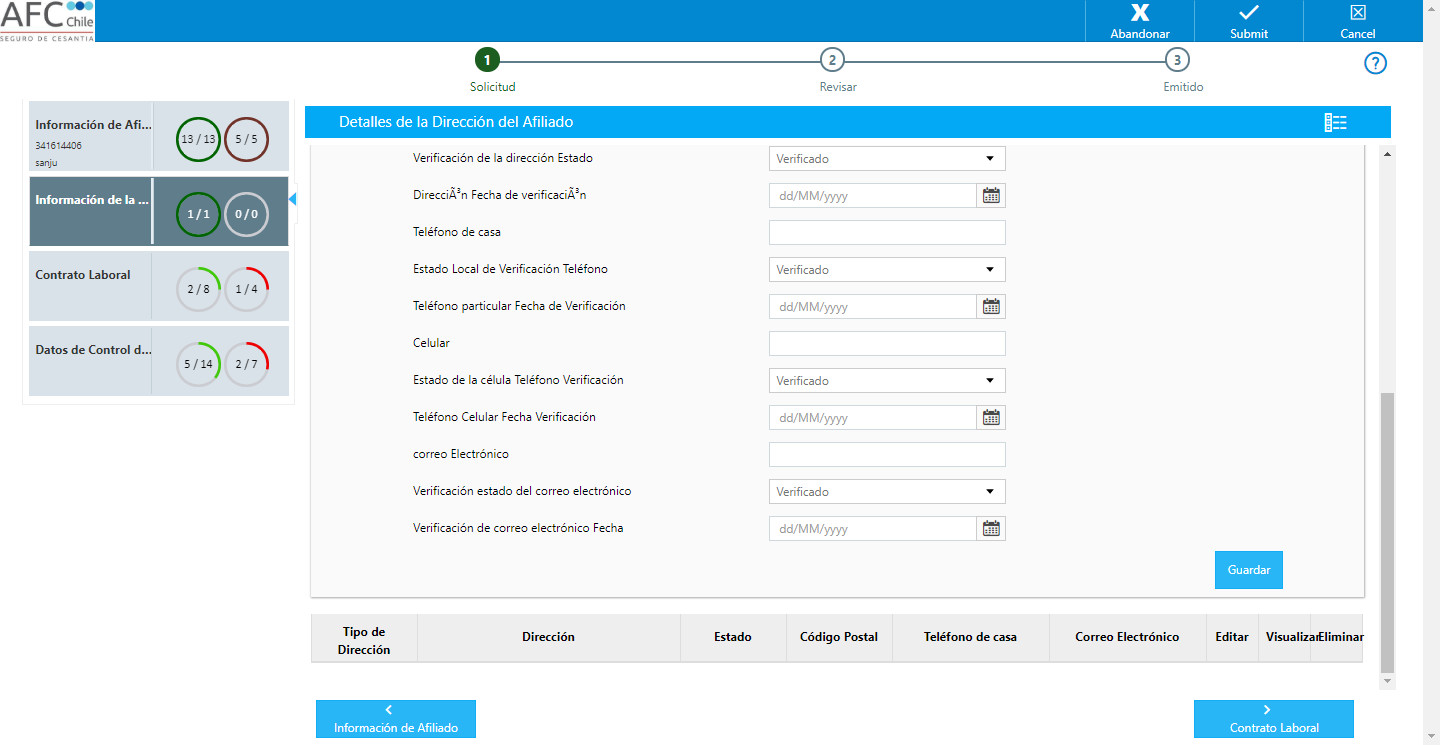 AFC Chile
SEGURO DE CESANTIA
Abandonar
Submit
Cancel
1
2
3
?
Solicitud
Revisar
Emitido
Información de Afi...
341614406
sanju
13 / 13
5 / 5
Información de la ...
1 / 1
0 / 0
Contrato Laboral
2 / 8
1 / 4
Datos de Control d...
5 / 14
2 / 7
Detalles de la Dirección del Afiliado
Verificación de la dirección Estado
Verificado
DirecciÃ³n Fecha de verificaciÃ³n
dd/MM/yyyy
Teléfono de casa
Estado Local de Verificación Teléfono
Verificado
Teléfono particular Fecha de Verificación
dd/MM/yyyy
Celular
Estado de la célula Teléfono Verificación
Verificado
Teléfono Celular Fecha Verificación
dd/MM/yyyy
correo Electrónico
Verificación estado del correo electrónico
Verificado
Verificación de correo electrónico Fecha
dd/MM/yyyy
Guardar
Tipo de
Dirección
Dirección
Estado
Código Postal
Teléfono de casa
Correo Electrónico
Editar
Visualizar
Eliminar
Información de Afiliado
Contrato Laboral